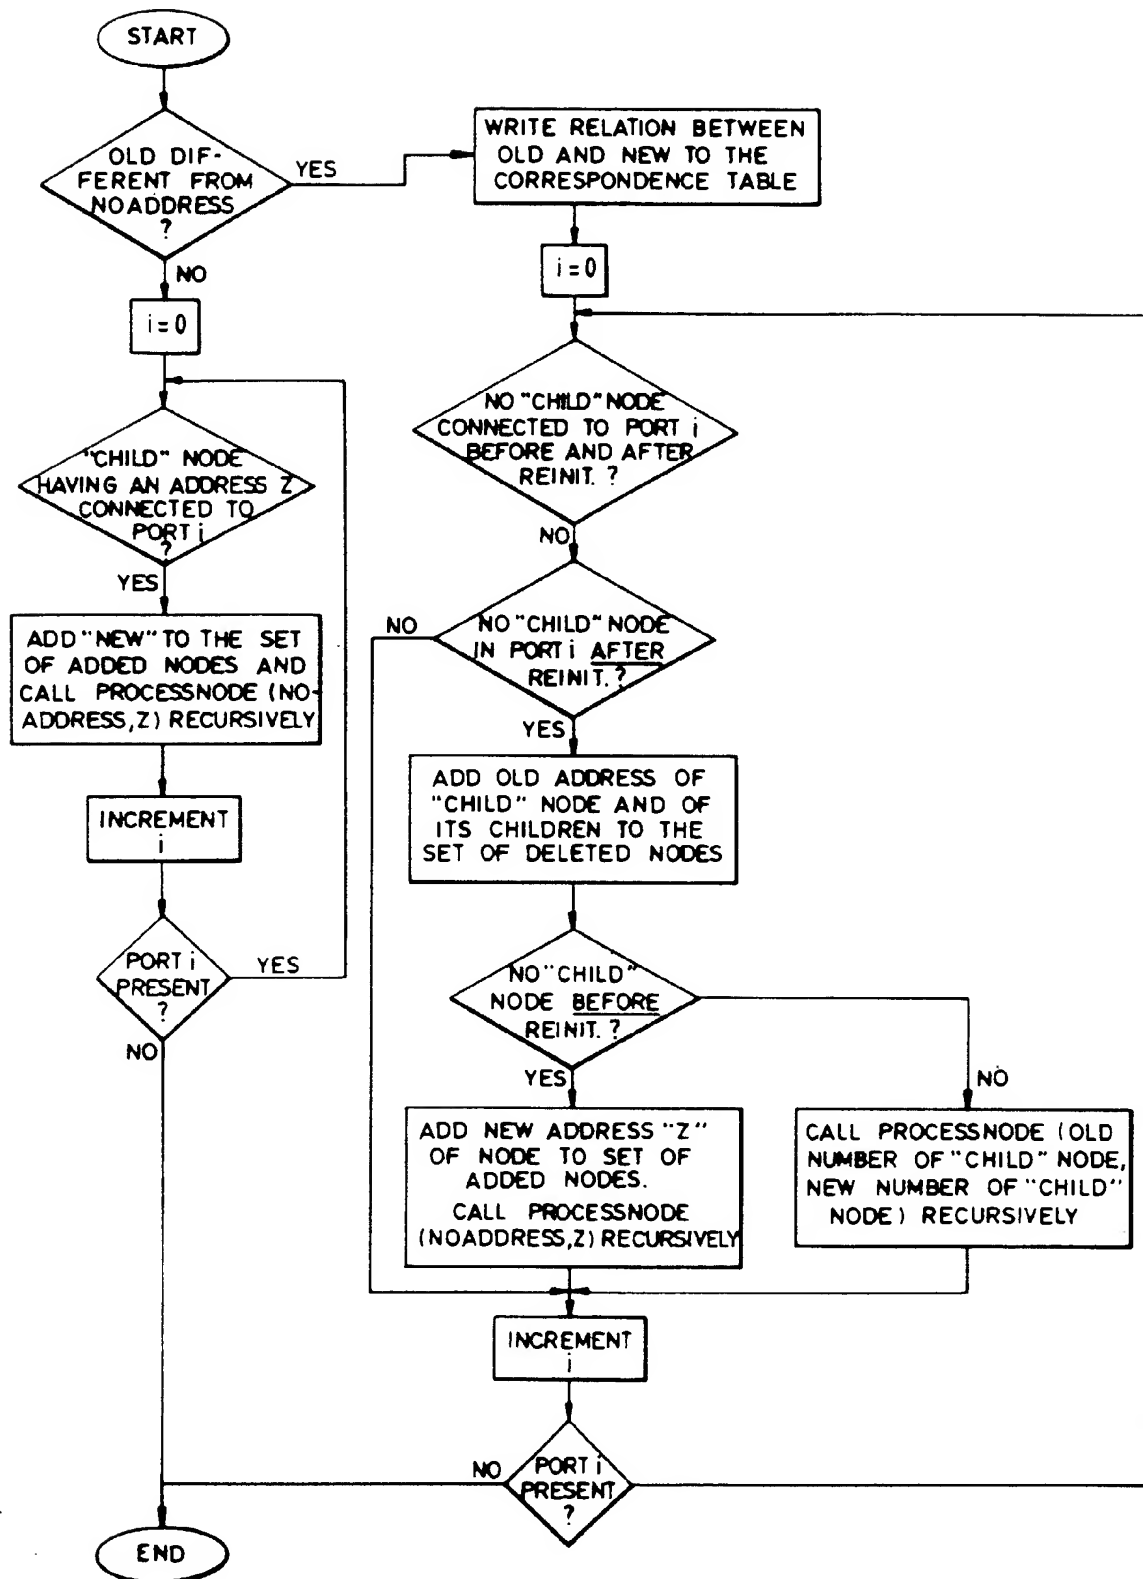 START
OLD DIF-
FERENT FROM
NOADDRESS
?
YES
NO
i = 0
"CHILD" NODE
HAVING AN ADDRESS Z
CONNECTED TO
PORT i
?
YES
ADD "NEW" TO THE SET
OF ADDED NODES AND
CALL PROCESSNODE (NO-
ADDRESS,Z) RECURSIVELY
INCREMENT
i
PORT i
PRESENT
?
YES
NO
WRITE RELATION BETWEEN
OLD AND NEW TO THE
CORRESPONDENCE TABLE
i = 0
NO "CHILD" NODE
CONNECTED TO PORT i
BEFORE AND AFTER
REINIT. ?
NO
NO "CHILD" NODE
IN PORT i AFTER
REINIT. ?
NO
YES
ADD OLD ADDRESS OF
"CHILD" NODE AND OF
ITS CHILDREN TO THE
SET OF DELETED NODES
NO "CHILD"
NODE BEFORE
REINIT. ?
YES
NO
ADD NEW ADDRESS "Z"
OF NODE TO SET OF
ADDED NODES.
CALL PROCESSNODE
(NOADDRESS,Z) RECURSIVELY
CALL PROCESSNODE (OLD
NUMBER OF "CHILD" NODE,
NEW NUMBER OF "CHILD"
NODE) RECURSIVELY
INCREMENT
i
PORT i
PRESENT
?
NO
END